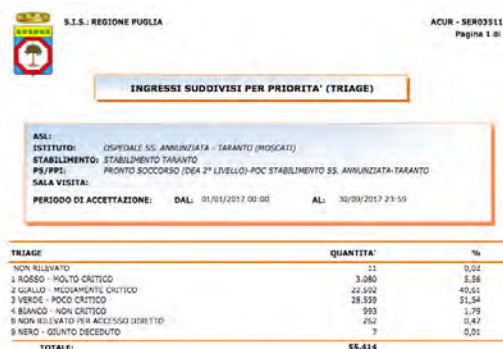 S.I.S.: REGIONE PUGLIA
ACUR - SER03511
Pagina 1 di
INGRESSI SUDDIVISI PER PRIORITA' (TRIAGE)
ASL:
ISTITUTO: OSPEDALE SS. ANNUNZIATA - TARANTO (MOSCATI)
STABILIMENTO: STABILIMENTO TARANTO
PS/PPI: PRONTO SOCCORSO (DEA 2° LIVELLO)-POC STABILIMENTO SS. ANNUNZIATA-TARANTO
SALA VISITA:
PERIODO DI ACCETTAZIONE: DAL: 01/01/2017 00:00 AL: 30/09/2017 23:59
TRIAGE QUANTITA' %
NON RILEVATO 11 0,02
1 ROSSO - MOLTO CRITICO 3.080 5,56
2 GIALLO - MEDIAMENTE CRITICO 22.502 40,61
3 VERDE - POCO CRITICO 28.559 51,54
4 BIANCO - NON CRITICO 993 1,79
8 NON RILEVATO PER ACCESSO DIRETTO 262 0,47
9 NERO - GIUNTO DECEDUTO 7 0,01
TOTALE: 55.414